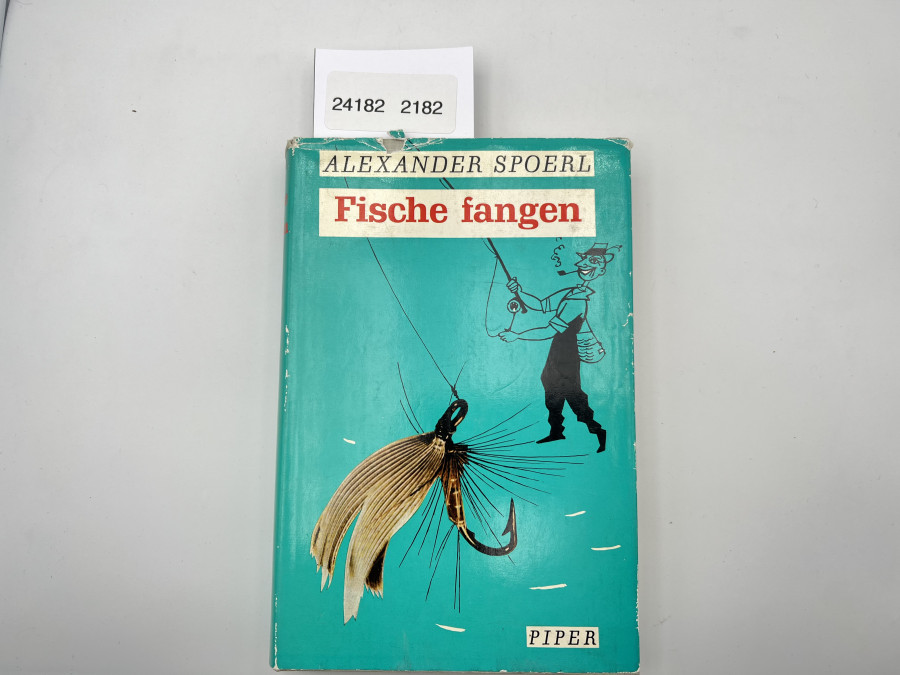 24182 2182
ALEXANDER SPOERL
Fische fangen
PIPER